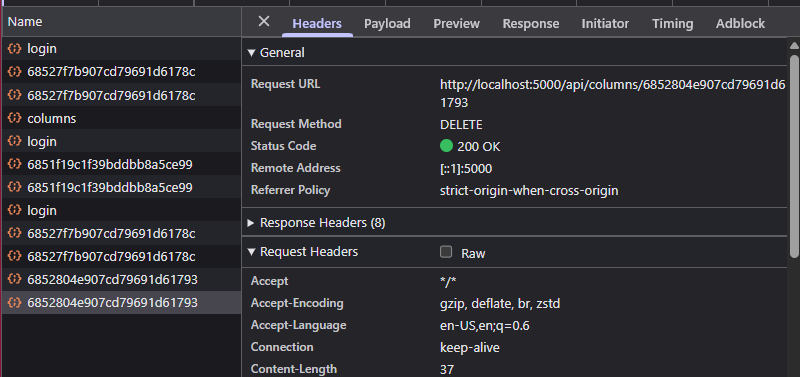 Name
login
68527f7b907cd79691d6178c
68527f7b907cd79691d6178c
columns
login
6851f19c1f39bddbb8a5ce99
6851f19c1f39bddbb8a5ce99
login
68527f7b907cd79691d6178c
68527f7b907cd79691d6178c
6852804e907cd79691d61793
6852804e907cd79691d61793
Headers Payload Preview Response Initiator Timing Adblock
General
Request URL http://localhost:5000/api/columns/6852804e907cd79691d6
1793
Request Method DELETE
Status Code 200 OK
Remote Address [::1]:5000
Referrer Policy strict-origin-when-cross-origin
Response Headers (8)
Request Headers Raw
Accept */*
Accept-Encoding gzip, deflate, br, zstd
Accept-Language en-US,en;q=0.6
Connection keep-alive
Content-Length 37